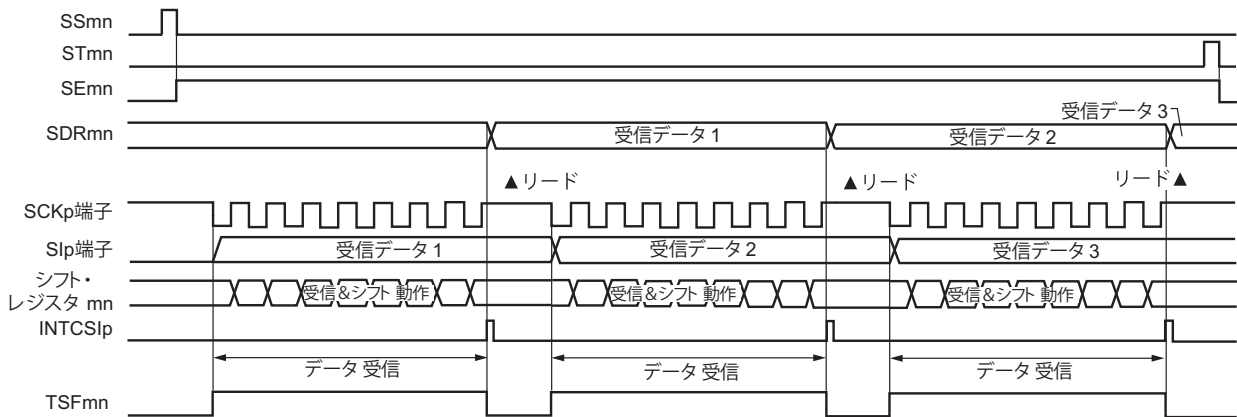 SSmn
STmn
SEmn
受信データ 3
SDRmn
受信データ 1
受信データ 2
▲リード
▲リード
リード▲
SCKp端子
SIp端子
受信データ 1
受信データ 2
受信データ 3
シフト・
レジスタ mn
受信&シフト 動作
受信&シフト 動作
受信&シフト 動作
INTCSIp
データ 受信
データ 受信
データ 受信
TSFmn